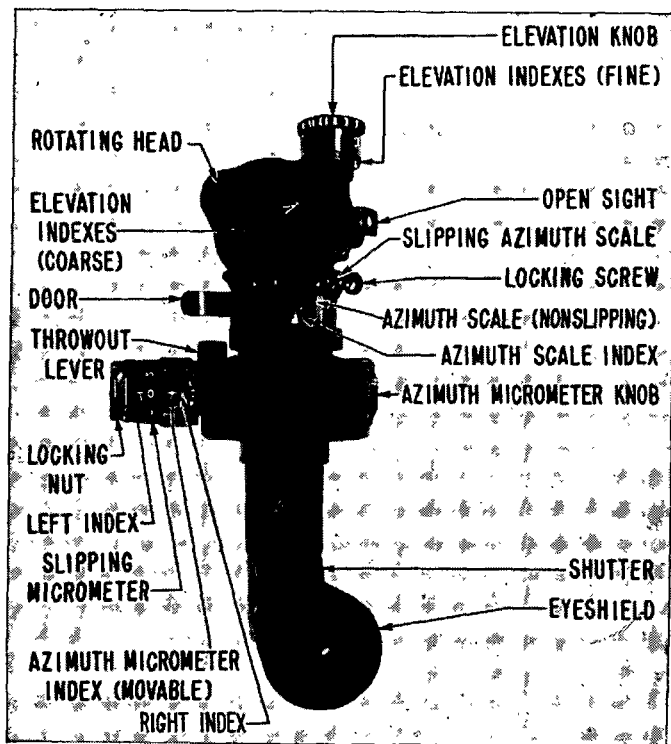 ELEVATION KNOB
ELEVATION INDEXES (FINE)
ROTATING HEAD
ELEVATION
INDEXES
(COARSE)
OPEN SIGHT
SLIPPING AZIMUTH SCALE
LOCKING SCREW
DOOR
AZIMUTH SCALE (NONSLIPPING)
THROWOUT
LEVER
AZIMUTH SCALE INDEX
AZIMUTH MICROMETER KNOB
LOCKING
NUT
LEFT INDEX
SLIPPING
MICROMETER
SHUTTER
EYESHIELD
AZIMUTH MICROMETER
INDEX (MOVABLE)
RIGHT INDEX